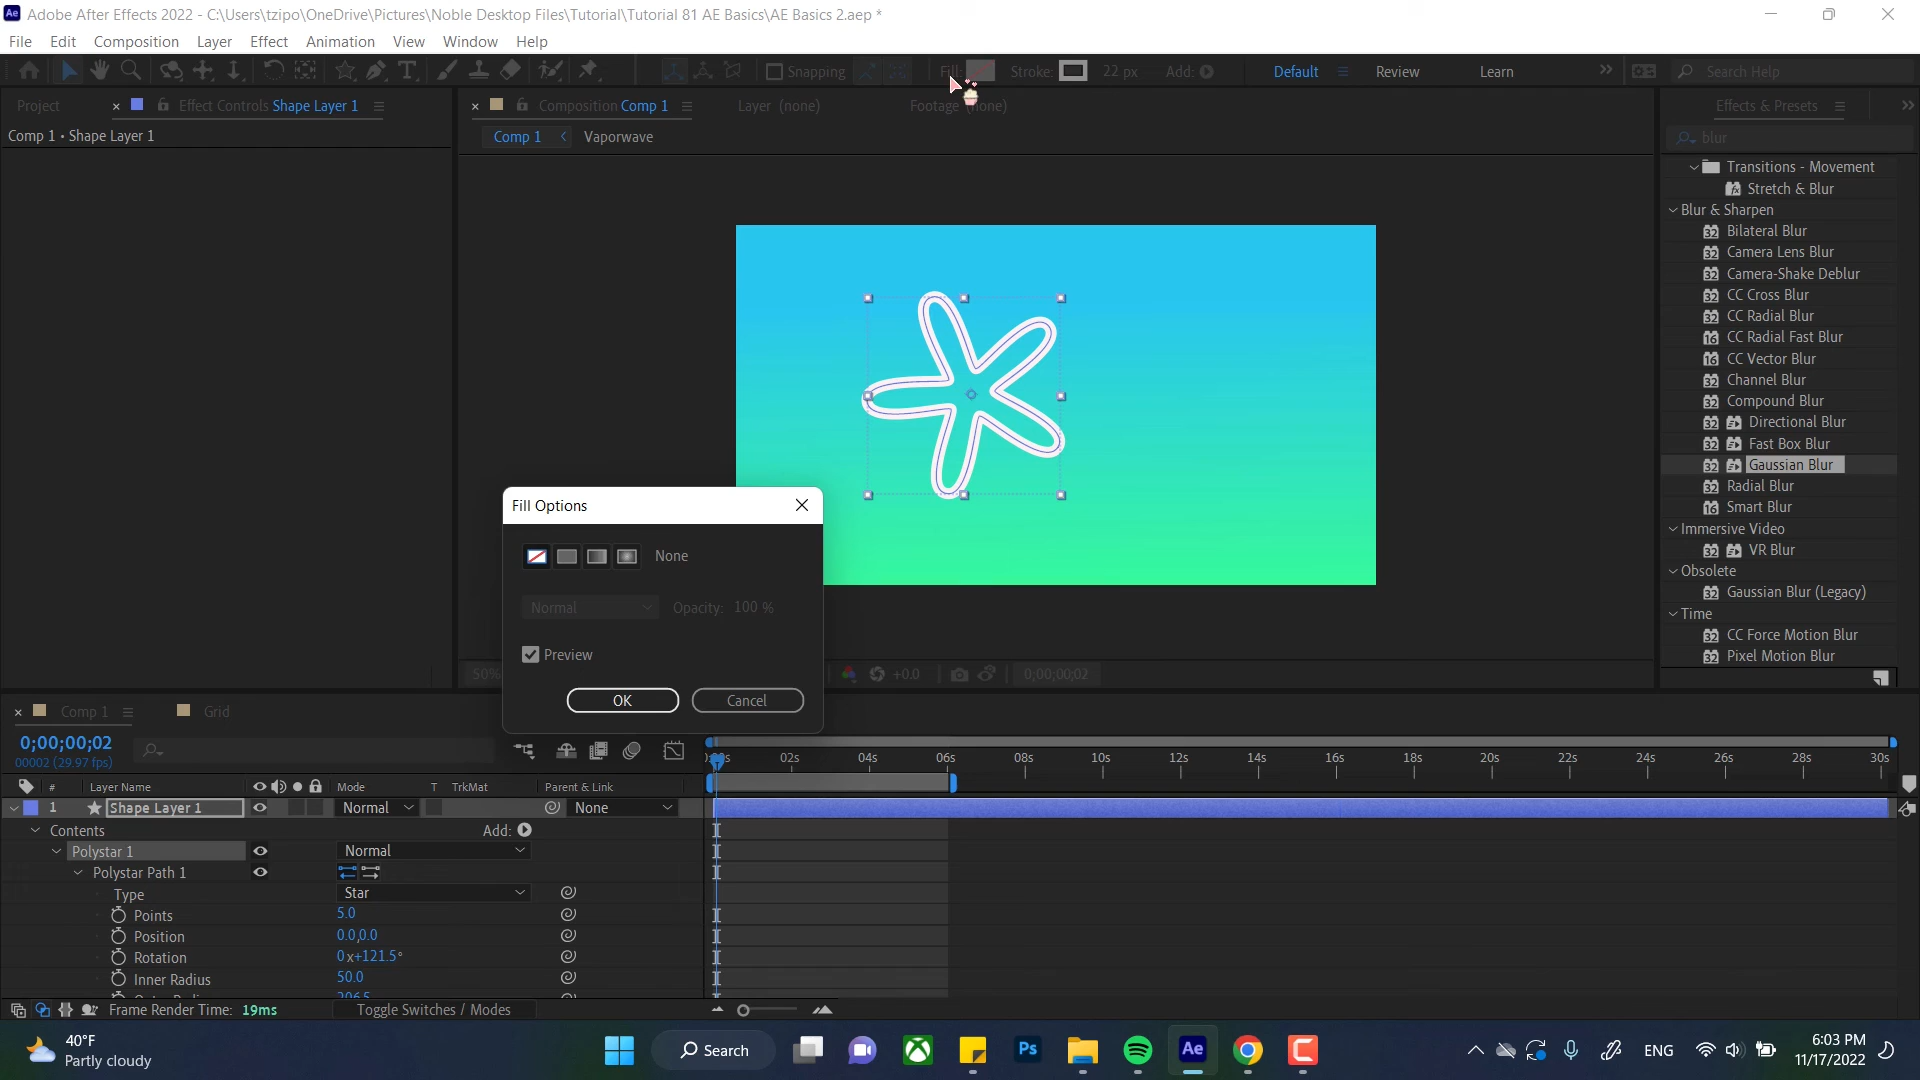 Adobe After Effects 2022 - C:\Users\tzipo\OneDrive\Pictures\Noble Desktop Files\Tutorial\Tutorial 81 AE Basics\AE Basics 2.aep *
File Edit Composition Layer Effect Animation View Window Help
Snapping Fill: Stroke: 22 px Add: Default Review Learn Search Help
Project Effect Controls Shape Layer 1 Composition Comp 1 Layer (none) Footage (none) Effects & Presets
Comp 1 • Shape Layer 1
Comp 1 Vaporwave
blur
Transitions - Movement
Stretch & Blur
Blur & Sharpen
Bilateral Blur
Camera Lens Blur
Camera-Shake Deblur
CC Cross Blur
CC Radial Blur
CC Radial Fast Blur
CC Vector Blur
Channel Blur
Compound Blur
Directional Blur
Fast Box Blur
Gaussian Blur
Radial Blur
Smart Blur
Immersive Video
VR Blur
Obsolete
Gaussian Blur (Legacy)
Time
CC Force Motion Blur
Pixel Motion Blur
Fill Options
None
Normal Opacity: 100 %
Preview
OK Cancel
50% +0.0 0;00;00;02
Comp 1 Grid
0;00;00;02
00002 (29.97 fps)
02s 04s 06s 08s 10s 12s 14s 16s 18s 20s 22s 24s 26s 28s 30s
# Layer Name Mode T TrkMat Parent & Link
1 Shape Layer 1 Normal None
Contents Add:
Polystar 1 Normal
Polystar Path 1
Type Star
Points 5.0
Position 0.0,0.0
Rotation 0x+121.5°
Inner Radius 50.0
Frame Render Time: 19ms Toggle Switches / Modes
40°F
Partly cloudy
Search
Ps
Ae
ENG
6:03 PM
11/17/2022